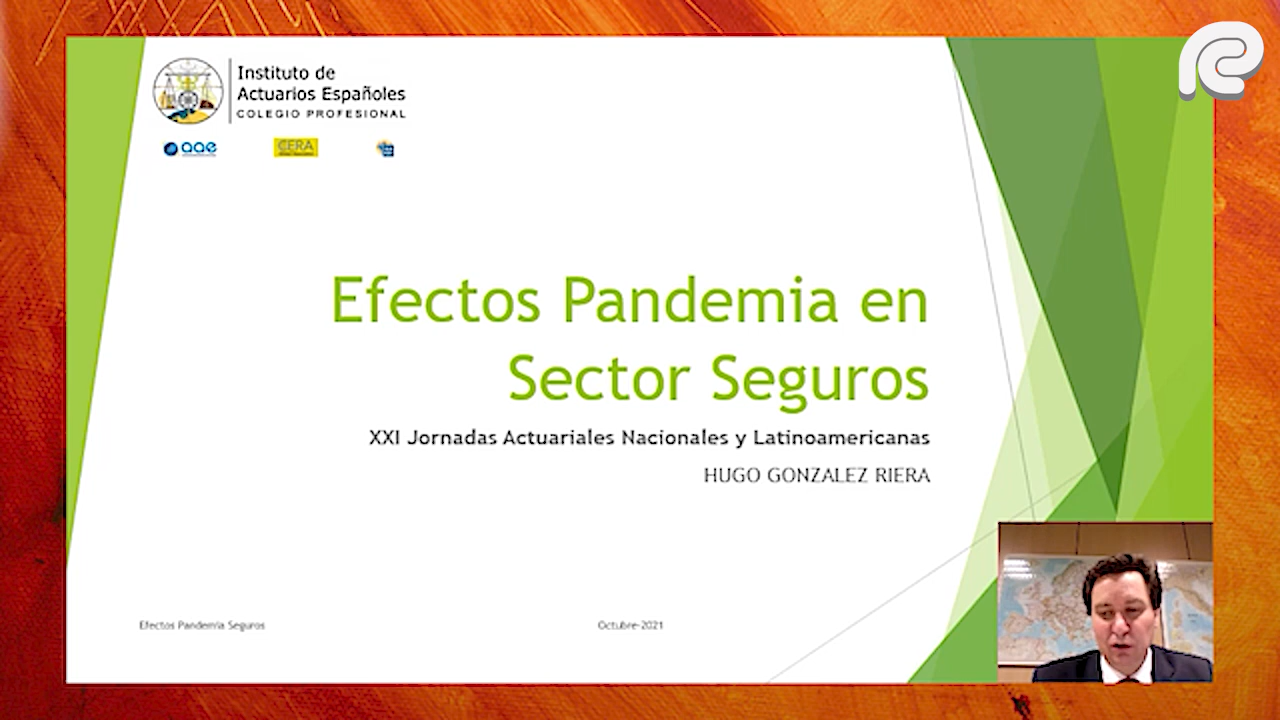 Instituto de
Actuarios Españoles
COLEGIO PROFESIONAL
aae
CERA
Efectos Pandemia en
Sector Seguros
XXI Jornadas Actuariales Nacionales y Latinoamericanas
HUGO GONZALEZ RIERA
Efectos Pandemia Seguros
Octubre-2021